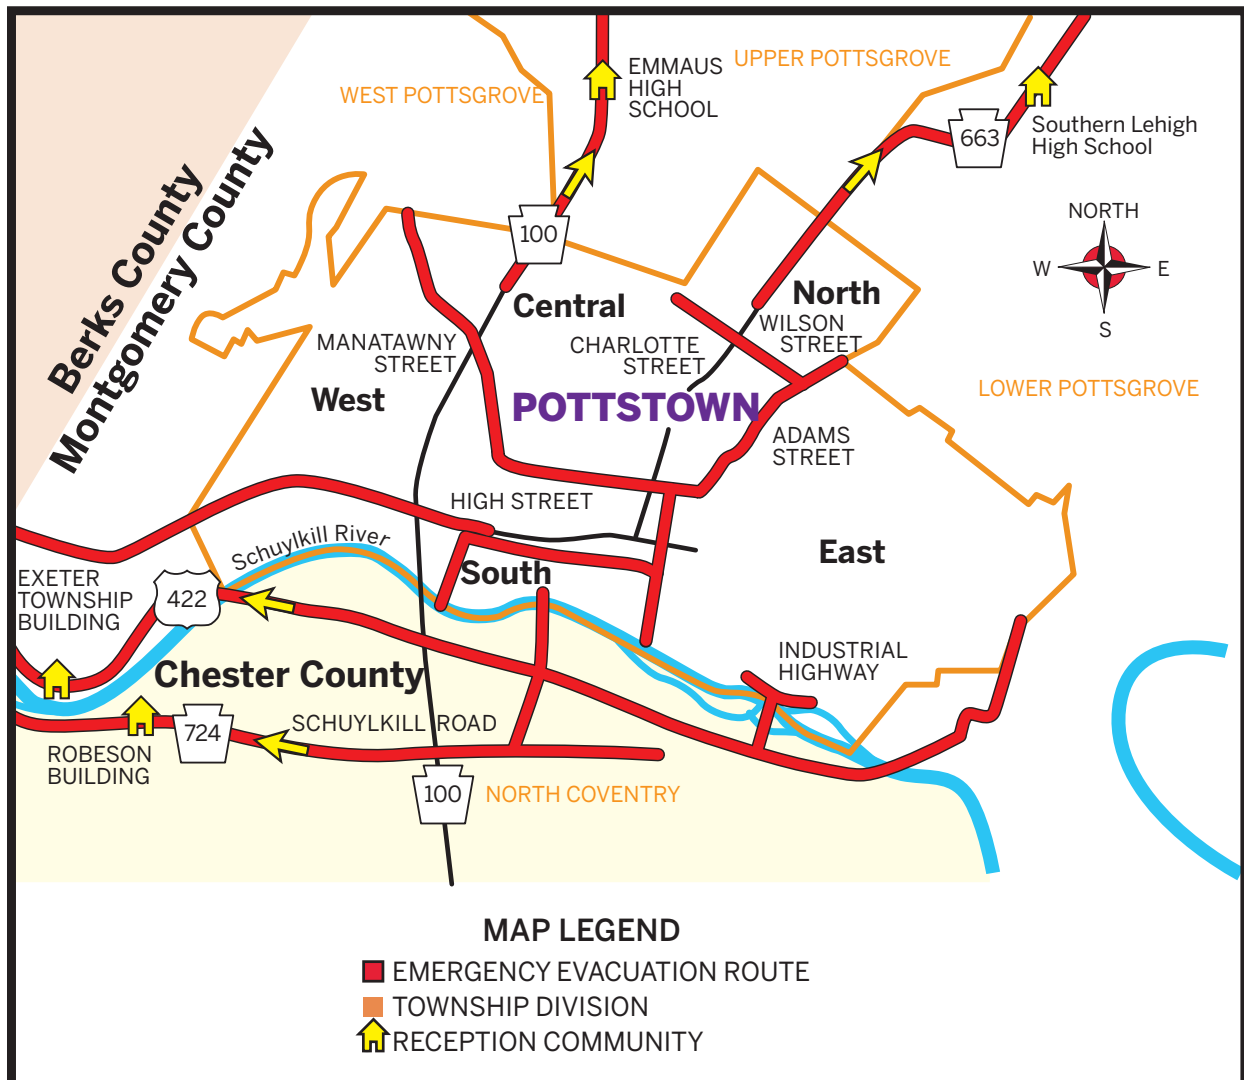 EMMAUS
HIGH
SCHOOL
UPPER POTTSGROVE
WEST POTTSGROVE
663
Southern Lehigh
High School
Berks County
Montgomery County
NORTH
W
E
S
100
Central
North
MANATAWNY
STREET
CHARLOTTE
STREET
WILSON
STREET
West
POTTSTOWN
LOWER POTTSGROVE
ADAMS
STREET
HIGH STREET
Schuylkill River
East
South
EXETER
TOWNSHIP
BUILDING
422
INDUSTRIAL
HIGHWAY
Chester County
724
SCHUYLKILL ROAD
ROBESON
BUILDING
100
NORTH COVENTRY
MAP LEGEND
EMERGENCY EVACUATION ROUTE
TOWNSHIP DIVISION
RECEPTION COMMUNITY